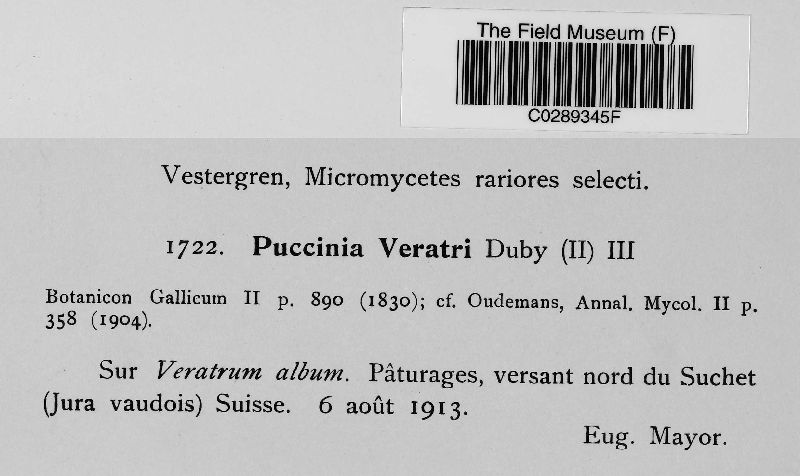 The Field Museum (F)
C0289345F
Vestergren, Micromycetes rariores selecti.
1722. Puccinia Veratri Duby (II) III
Botanicon Gallicum II p. 890 (1830); cf. Oudemans, Annal. Mycol. II p.
358 (1904).
Sur Veratrum album. Pâturages, versant nord du Suchet
(Jura vaudois) Suisse. 6 août 1913.
Eug. Mayor.